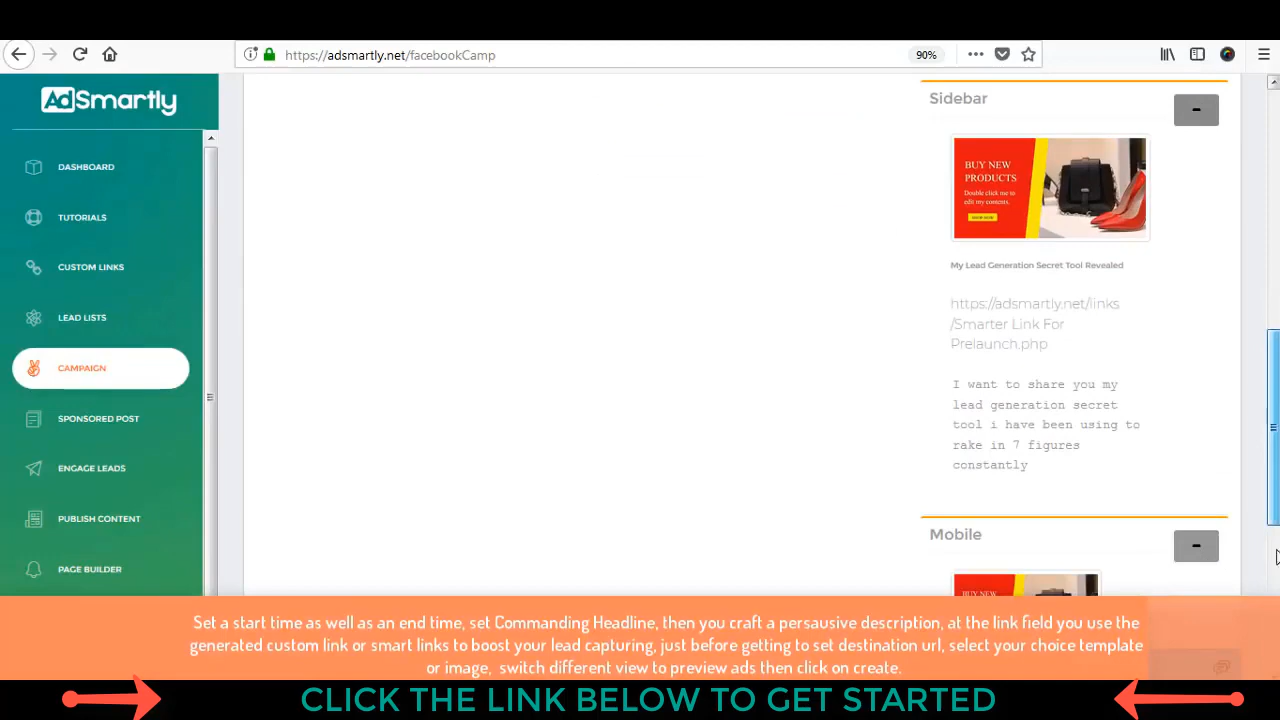 https://adsmartly.net/facebookCamp
90%
AdSmartly
DASHBOARD
TUTORIALS
CUSTOM LINKS
LEAD LISTS
CAMPAIGN
SPONSORED POST
ENGAGE LEADS
PUBLISH CONTENT
PAGE BUILDER
Sidebar
-
BUY NEW
PRODUCTS
Double click me to
edit my contents.
My Lead Generation Secret Tool Revealed
https://adsmartly.net/links
/Smarter Link For
Prelaunch.php
I want to share you my
lead generation secret
tool i have been using to
rake in 7 figures
constantly
Mobile
-
BUY NEW
Set a start time as well as an end time, set Commanding Headline, then you craft a persausive description, at the link field you use the
generated custom link or smart links to boost your lead capturing, just before getting to set destination url, select your choice template
or image, switch different view to preview ads then click on create.
CLICK THE LINK BELOW TO GET STARTED